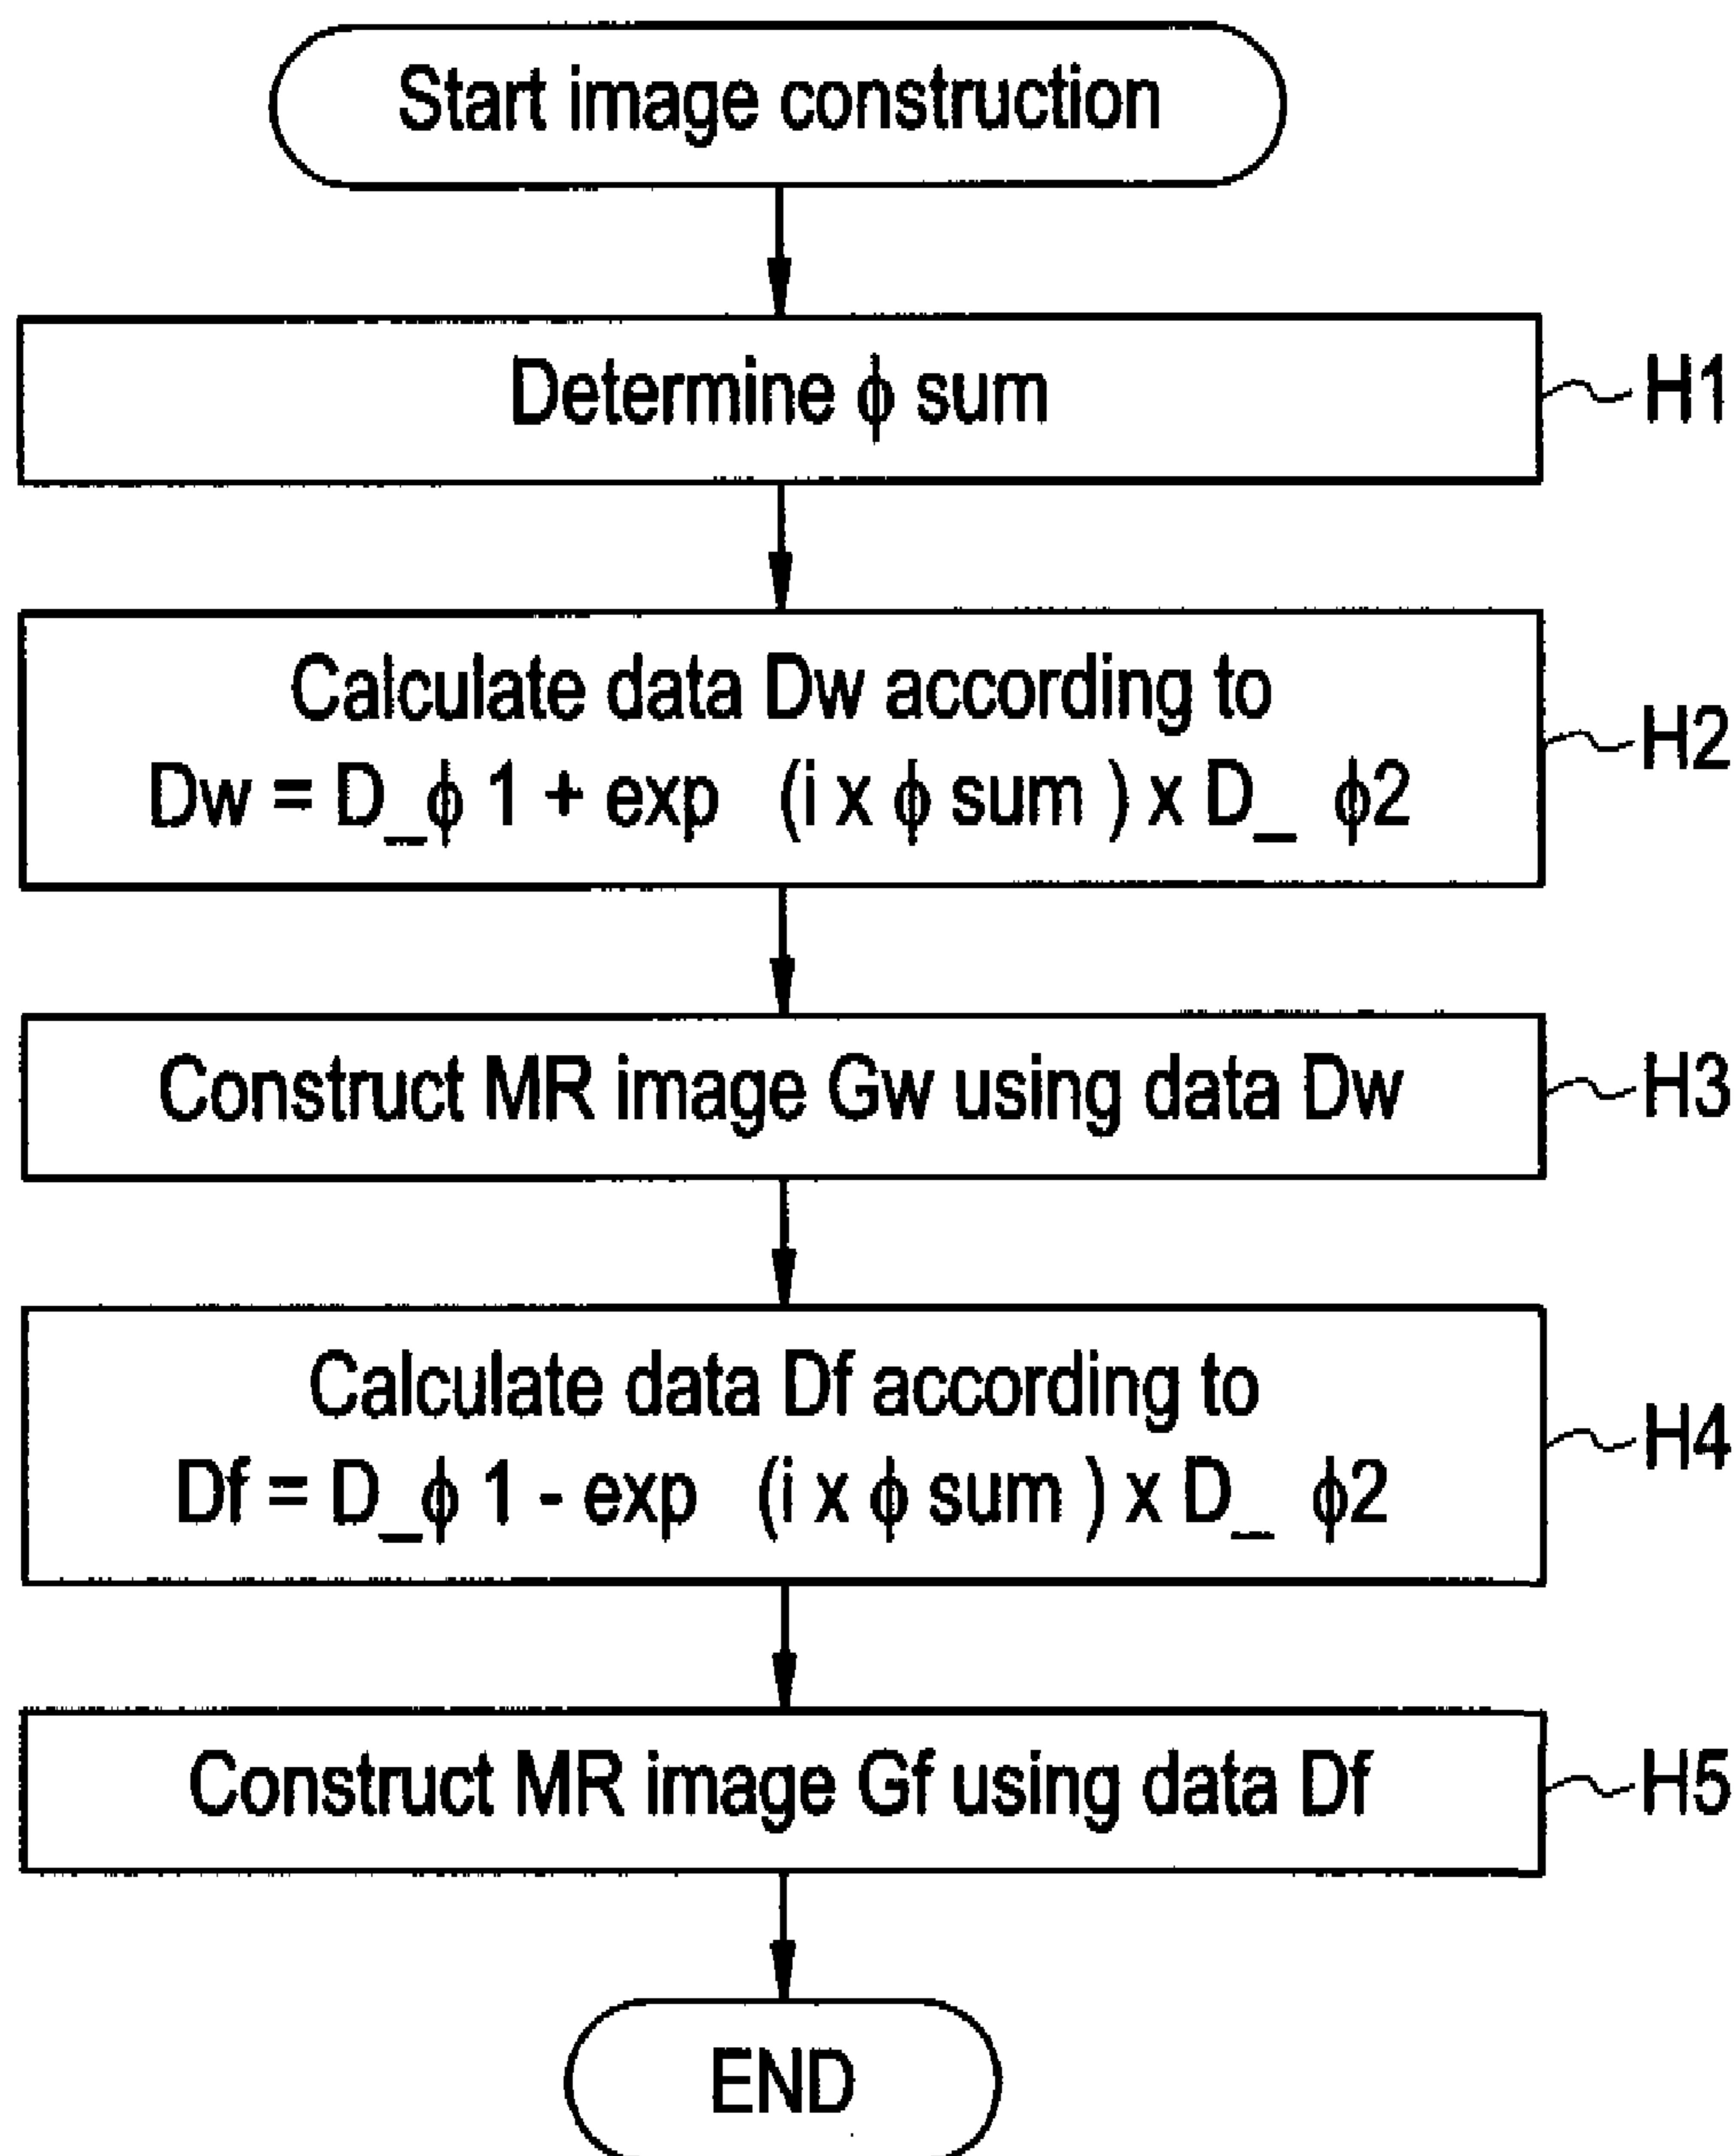 Start image construction
Determine ϕ sum
H1
Calculate data Dw according to
Dw = D_ϕ 1 + exp (i x ϕ sum ) x D_ ϕ2
H2
Construct MR image Gw using data Dw
H3
Calculate data Df according to
Df = D_ϕ 1 - exp (i x ϕ sum ) x D_ ϕ2
H4
Construct MR image Gf using data Df
H5
END